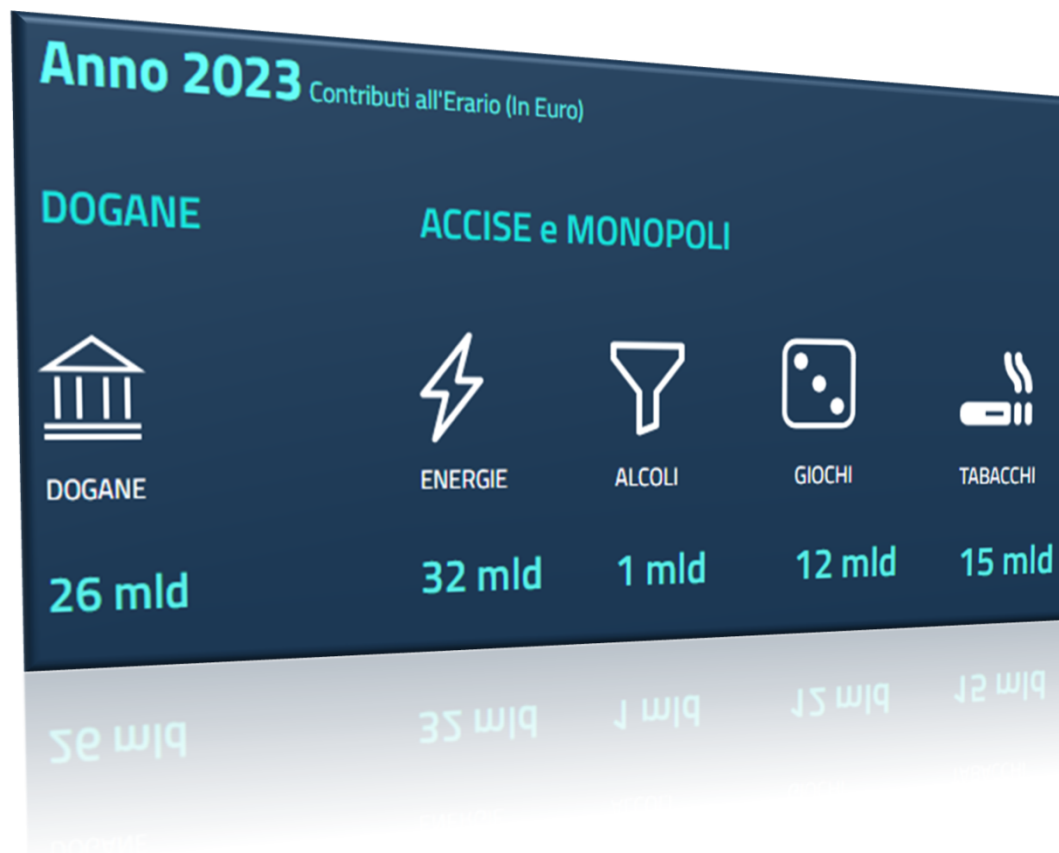 Anno 2023 Contributi all'Erario (In Euro)
DOGANE
ACCISE e MONOPOLI
DOGANE
ENERGIE
ALCOLI
GIOCHI
TABACCHI
26 mld
32 mld
1 mld
12 mld
15 mld